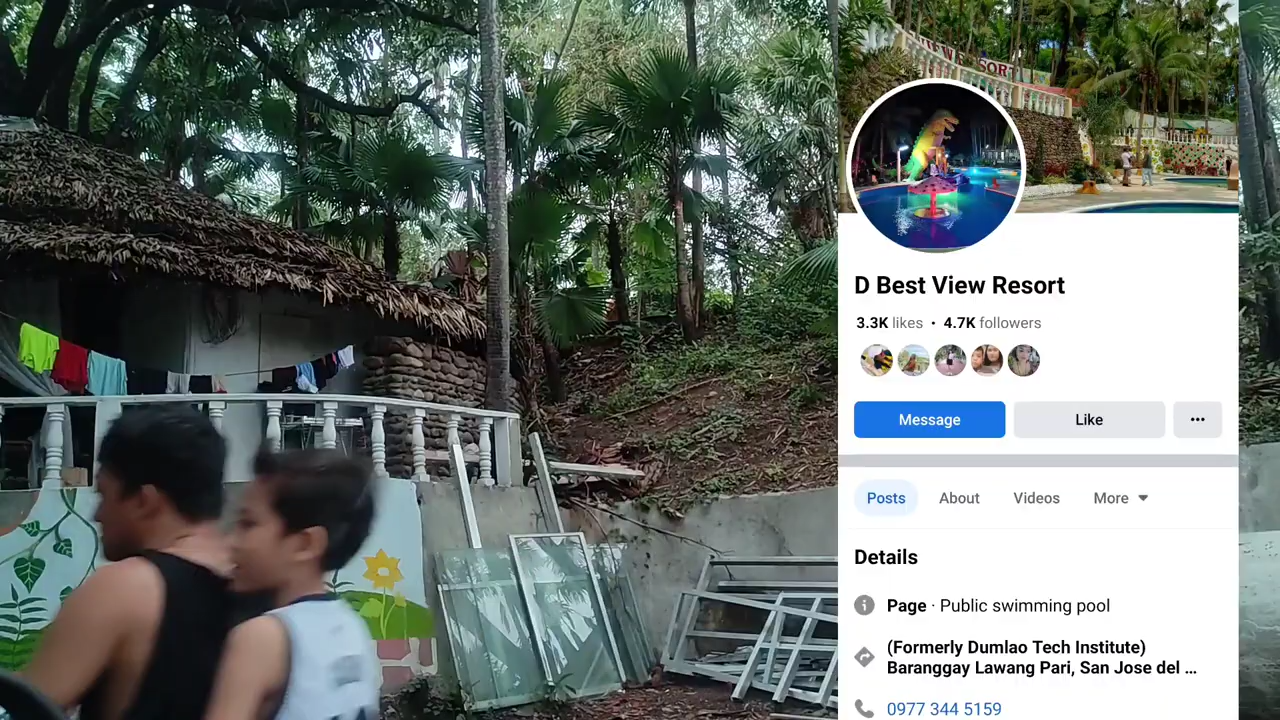 D Best View Resort
3.3K likes • 4.7K followers
Message
Like
Posts
About
Videos
More
Details
Page · Public swimming pool
(Formerly Dumlao Tech Institute)
Baranggay Lawang Pari, San Jose del ...
0977 344 5159